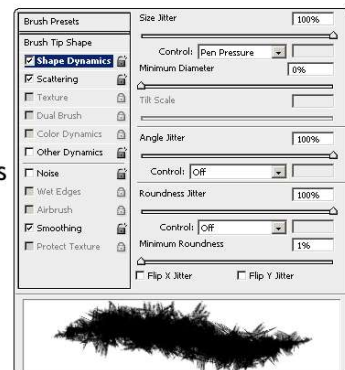 Brush Presets
Brush Tip Shape
Shape Dynamics
Scattering
Texture
Dual Brush
Color Dynamics
Other Dynamics
Noise
Wet Edges
Airbrush
Smoothing
Protect Texture
Size Jitter 100%
Control: Pen Pressure
Minimum Diameter 0%
Tilt Scale
Angle Jitter 100%
Control: Off
Roundness Jitter 100%
Control: Off
Minimum Roundness 1%
Flip X Jitter Flip Y Jitter